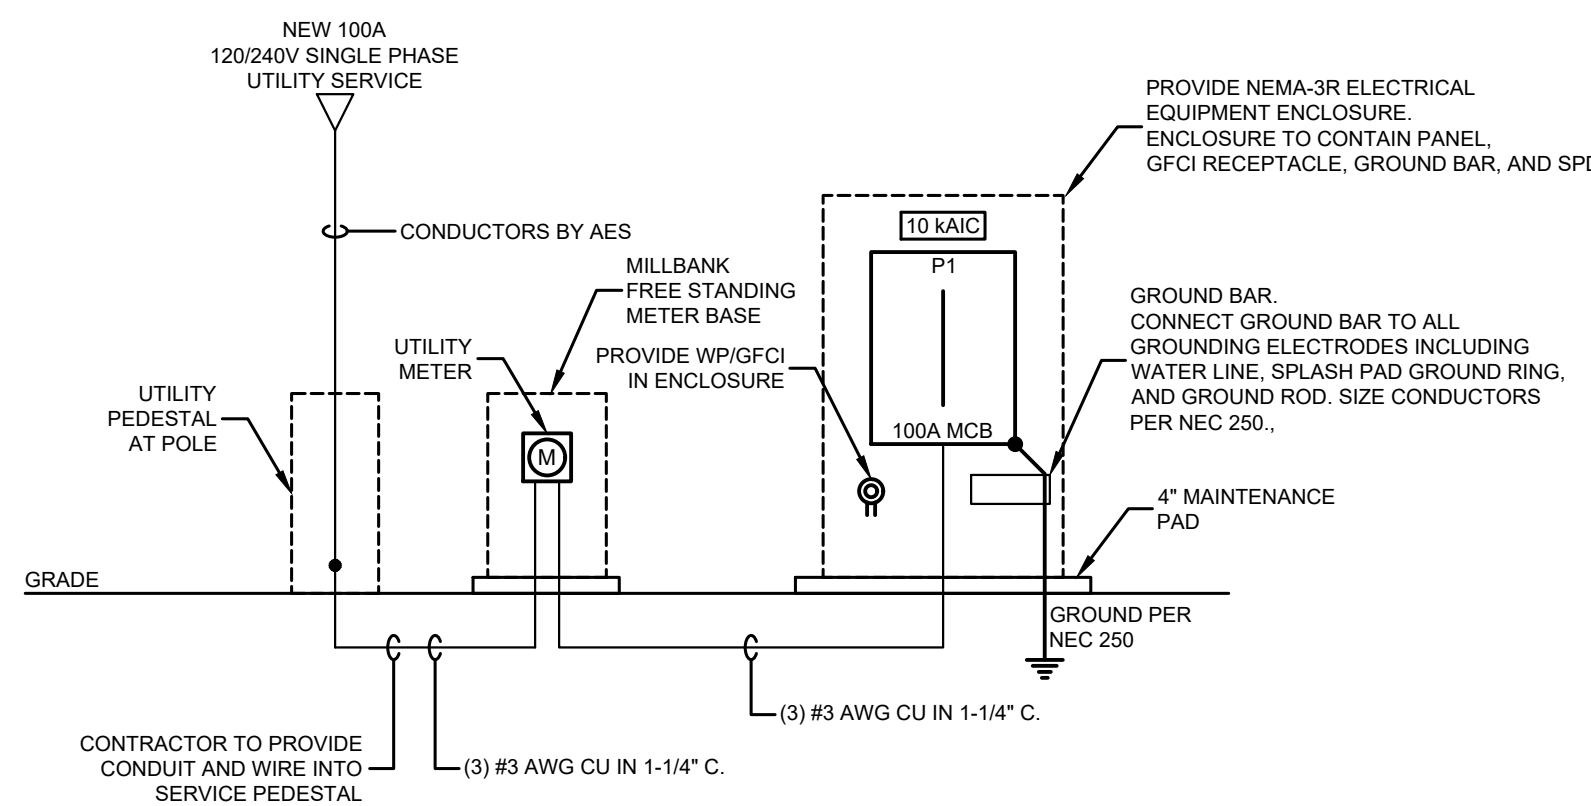 NEW 100A
120/240V SINGLE PHASE
UTILITY SERVICE
PROVIDE NEMA-3R ELECTRICAL
EQUIPMENT ENCLOSURE.
ENCLOSURE TO CONTAIN PANEL,
GFCI RECEPTACLE, GROUND BAR, AND SPD
10 kAIC
CONDUCTORS BY AES
P1
MILLBANK
FREE STANDING
METER BASE
GROUND BAR.
CONNECT GROUND BAR TO ALL
GROUNDING ELECTRODES INCLUDING
WATER LINE, SPLASH PAD GROUND RING,
AND GROUND ROD. SIZE CONDUCTORS
PER NEC 250.,
UTILITY
METER
PROVIDE WP/GFCI
IN ENCLOSURE
UTILITY
PEDESTAL
AT POLE
100A MCB
M
4" MAINTENANCE
PAD
GRADE
GROUND PER
NEC 250
(3) #3 AWG CU IN 1-1/4" C.
CONTRACTOR TO PROVIDE
CONDUIT AND WIRE INTO
SERVICE PEDESTAL
(3) #3 AWG CU IN 1-1/4" C.